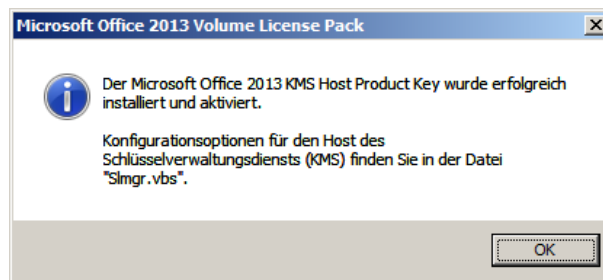 Microsoft Office 2013 Volume License Pack
Der Microsoft Office 2013 KMS Host Product Key wurde erfolgreich
installiert und aktiviert.
Konfigurationsoptionen für den Host des
Schlüsselverwaltungsdiensts (KMS) finden Sie in der Datei
"Slmgr.vbs".
OK